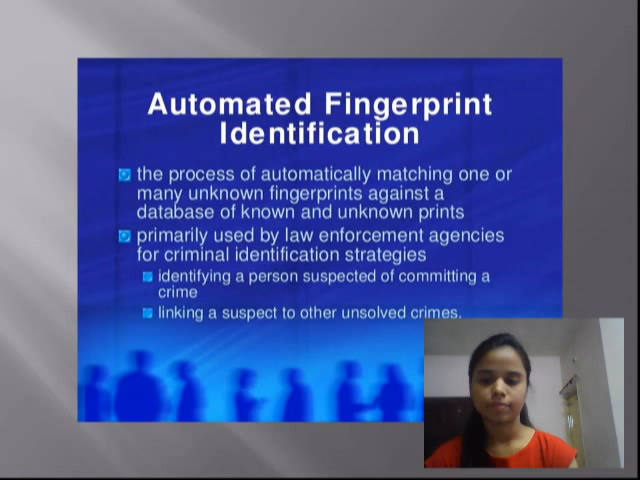 Automated Fingerprint
Identification
the process of automatically matching one or
many unknown fingerprints against a
database of known and unknown prints
primarily used by law enforcement agencies
for criminal identification strategies
identifying a person suspected of committing a
crime
linking a suspect to other unsolved crimes.